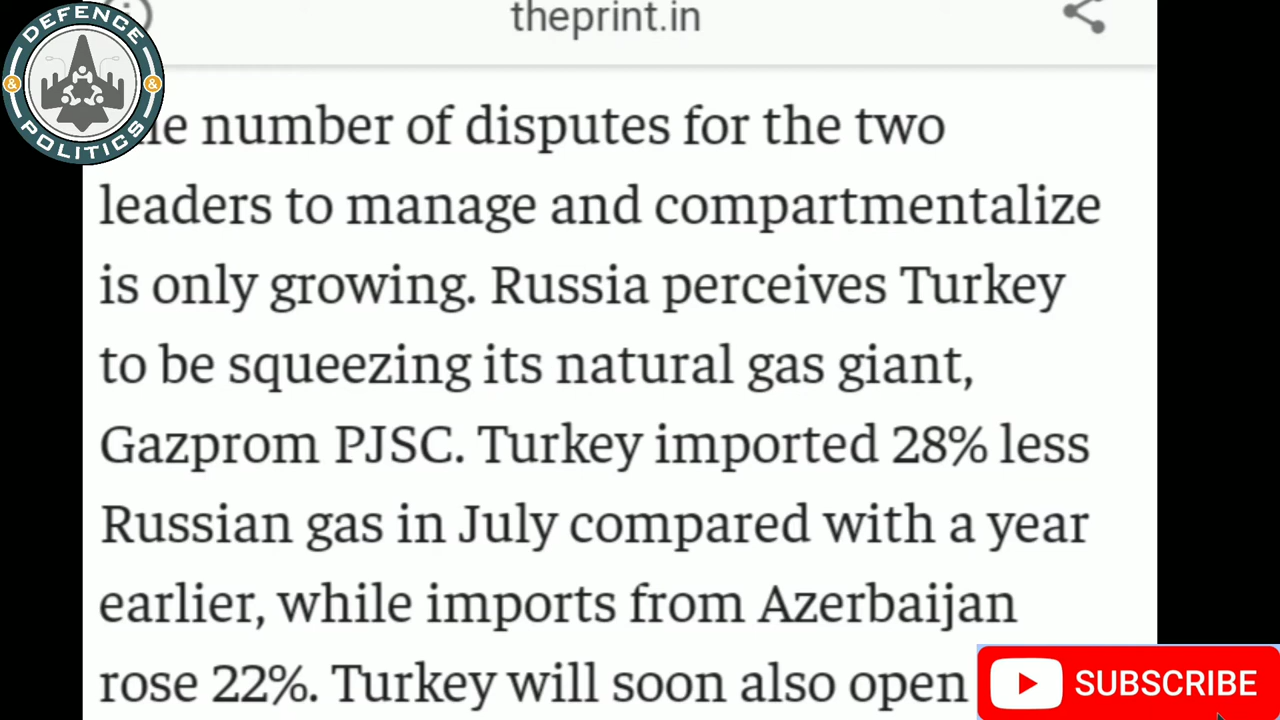 theprint.in
DEFENCE
&
&
POLITICS
number of disputes for the two
leaders to manage and compartmentalize
is only growing. Russia perceives Turkey
to be squeezing its natural gas giant,
Gazprom PJSC. Turkey imported 28% less
Russian gas in July compared with a year
earlier, while imports from Azerbaijan
rose 22%. Turkey will soon also open
SUBSCRIBE